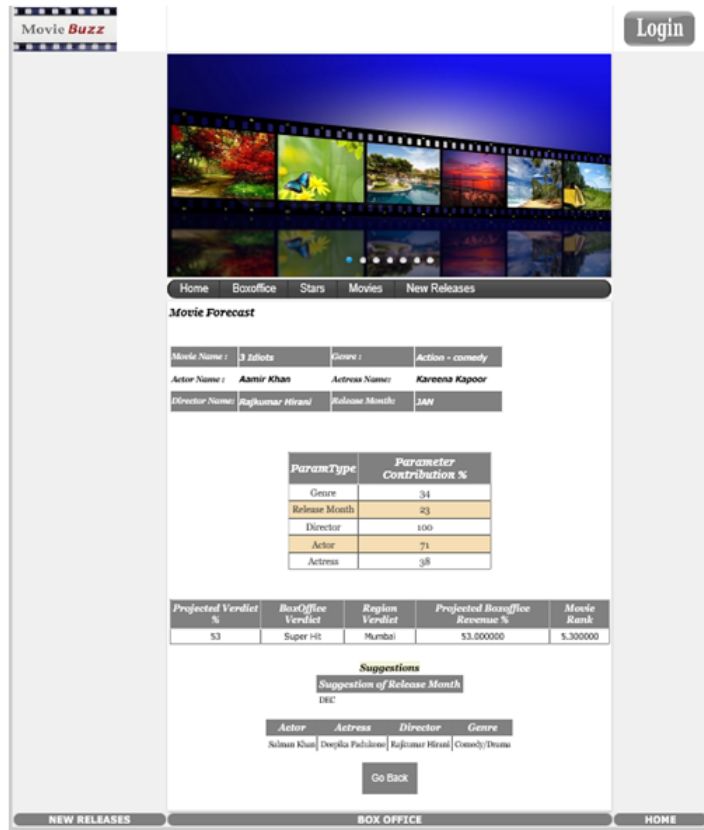 Movie Buzz
Login
Home Boxoffice Stars Movies New Releases
Movie Forecast
Movie Name : 3 Idiots Genre : Action - comedy
Actor Name : Aamir Khan Actress Name: Kareena Kapoor
Director Name: Rajkumar Hirani Release Month: JAN
ParamType Parameter
Contribution %
Genre 34
Release Month 23
Director 100
Actor 71
Actress 38
Projected Verdict BoxOffice Region Projected Boxoffice Movie
% Verdict Verdict Revenue % Rank
53 Super Hit Mumbai 53.000000 5.300000
Suggestions
Suggestion of Release Month
DEC
Actor Actress Director Genre
Salman Khan Deepika Padukone Rajkumar Hirani Comedy/Drama
Go Back
NEW RELEASES BOX OFFICE HOME